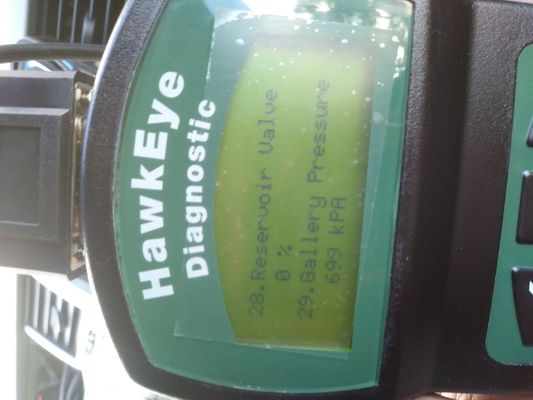 HawkEye
Diagnostic
28.Reservoir Valve
0 %
29.Gallery Pressure
699 kPA